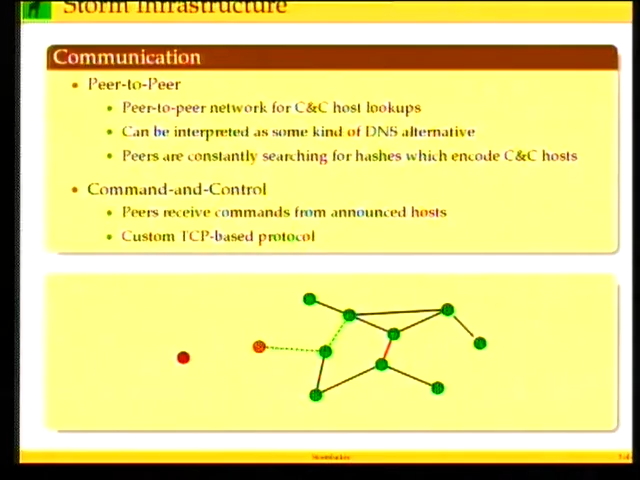 Storm Infrastructure
Communication
Peer-to-Peer
Peer-to-peer network for C&C host lookups
Can be interpreted as some kind of DNS alternative
Peers are constantly searching for hashes which encode C&C hosts
Command-and-Control
Peers receive commands from announced hosts
Custom TCP-based protocol